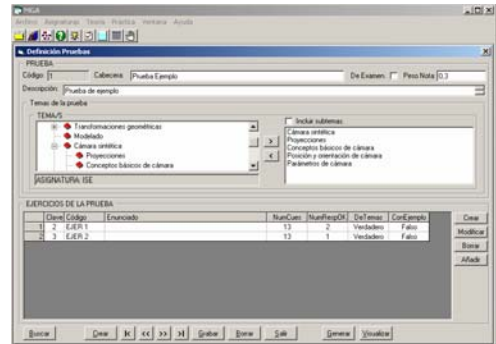 MGA
Archivo Asignaturas Teoría Práctica Ventana Ayuda
Definición Pruebas
PRUEBA
Código 1 Cabecera: Prueba Ejemplo De Examen: Peso Nota 0.3
Descripción: Prueba de ejemplo
Temas de la prueba
TEMA/S
Transformaciones geométricas
Modelado
Cámara sintética
Proyecciones
Conceptos básicos de cámara
ASIGNATURA: ISE
>
<
Incluir subtemas
Cámara sintética
Proyecciones
Conceptos básicos de cámara
Posición y orientación de cámara
Parámetros de cámara
EJERCICIOS DE LA PRUEBA
Clave Código Enunciado NumCues NumRespOK DeTemas ConEjemplo
1 2 EJER 1 13 2 Verdadero Falso
2 3 EJER 2 13 1 Verdadero Falso
Crear
Modificar
Borrar
Añadir
Buscar Crear |< << >> >| Grabar Borrar Salir Generar Visualizar